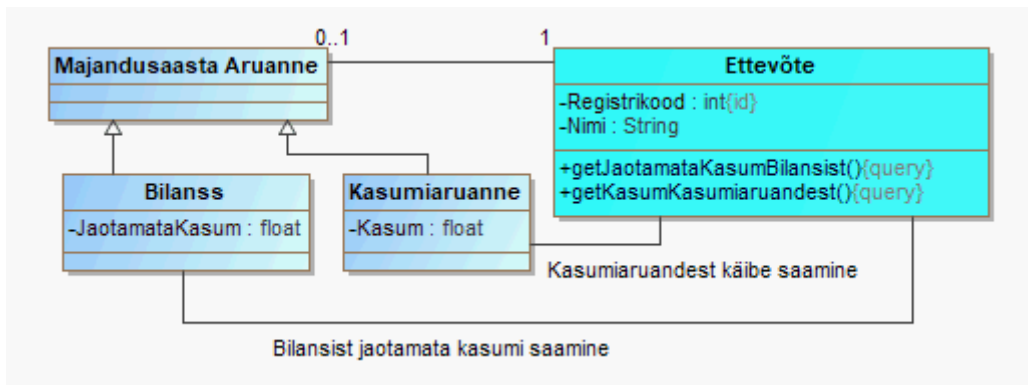 0..1
1
Majandusaasta Aruanne
Ettevõte
-Registrikood : int{id}
-Nimi : String
+getJaotamataKasumBilansist(){query}
+getKasumKasumiaruandest(){query}
Bilanss
-JaotamataKasum : float
Kasumiaruanne
-Kasum : float
Kasumiaruandest käibe saamine
Bilansist jaotamata kasumi saamine